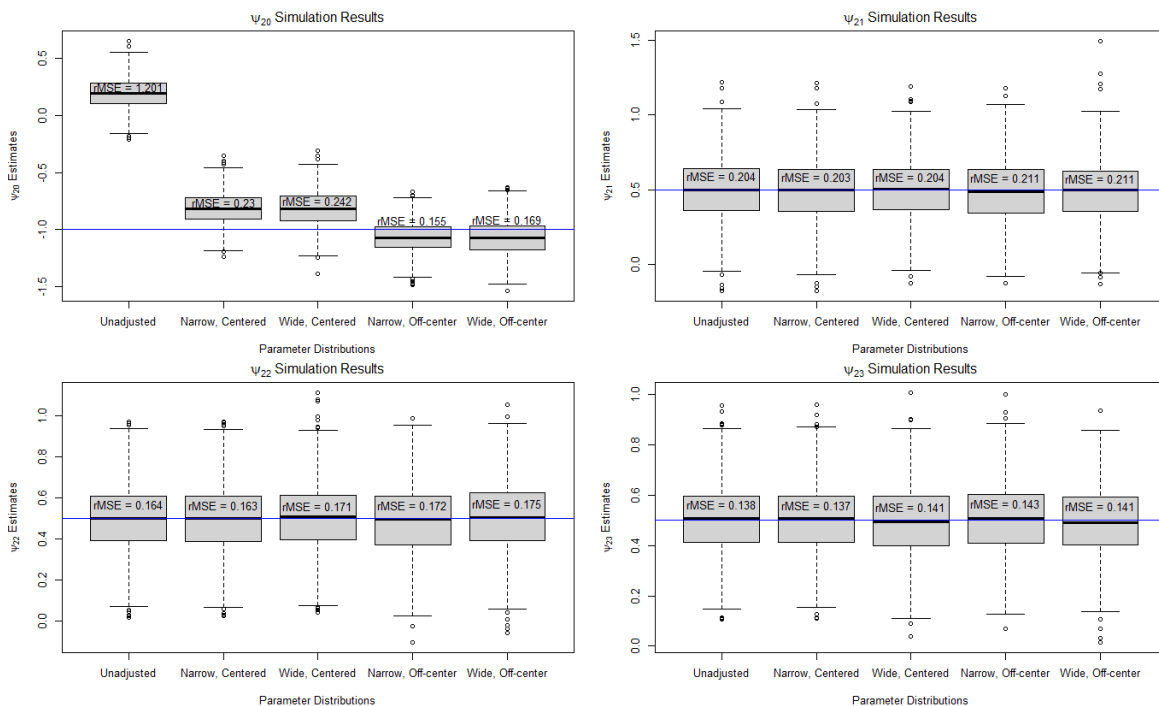 ψ20 Simulation Results
ψ20 Estimates
0.5
0.0
-0.5
-1.0
-1.5
rMSE = 1.201
rMSE = 0.23
rMSE = 0.242
rMSE = 0.155
rMSE = 0.169
Unadjusted
Narrow, Centered
Wide, Centered
Narrow, Off-center
Wide, Off-center
Parameter Distributions
ψ21 Simulation Results
ψ21 Estimates
1.5
1.0
0.5
0.0
rMSE = 0.204
rMSE = 0.203
rMSE = 0.204
rMSE = 0.211
rMSE = 0.211
Unadjusted
Narrow, Centered
Wide, Centered
Narrow, Off-center
Wide, Off-center
Parameter Distributions
ψ22 Simulation Results
ψ22 Estimates
1.0
0.8
0.6
0.4
0.2
0.0
rMSE = 0.164
rMSE = 0.163
rMSE = 0.171
rMSE = 0.172
rMSE = 0.175
Unadjusted
Narrow, Centered
Wide, Centered
Narrow, Off-center
Wide, Off-center
Parameter Distributions
ψ23 Simulation Results
ψ23 Estimates
1.0
0.8
0.6
0.4
0.2
0.0
rMSE = 0.138
rMSE = 0.137
rMSE = 0.141
rMSE = 0.143
rMSE = 0.141
Unadjusted
Narrow, Centered
Wide, Centered
Narrow, Off-center
Wide, Off-center
Parameter Distributions